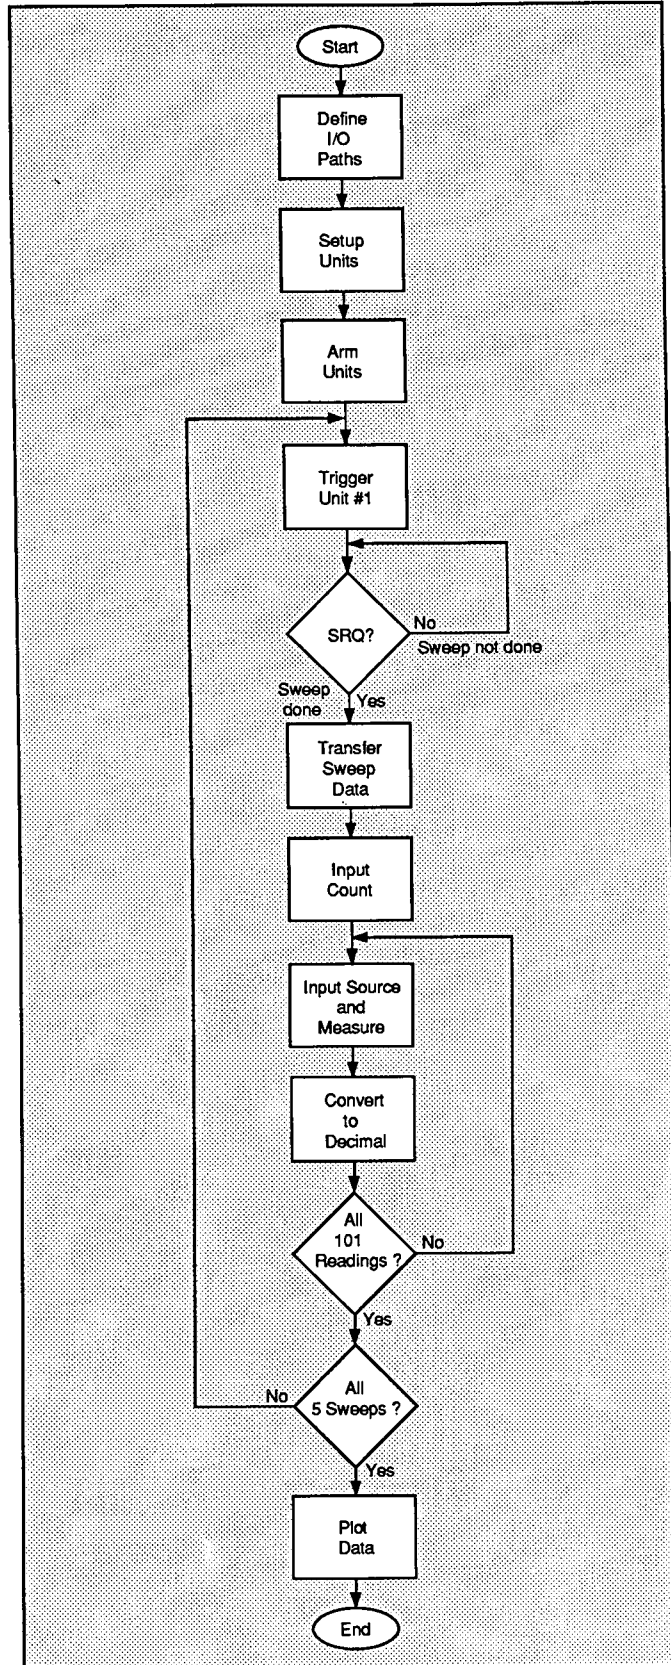 Start
Define
I/O
Paths
Setup
Units
Arm
Units
Trigger
Unit #1
SRQ?
No
Sweep not done
Sweep
done
Yes
Transfer
Sweep
Data
Input
Count
Input Source
and
Measure
Convert
to
Decimal
All
101
Readings ?
No
Yes
All
5 Sweeps ?
No
Yes
Plot
Data
End